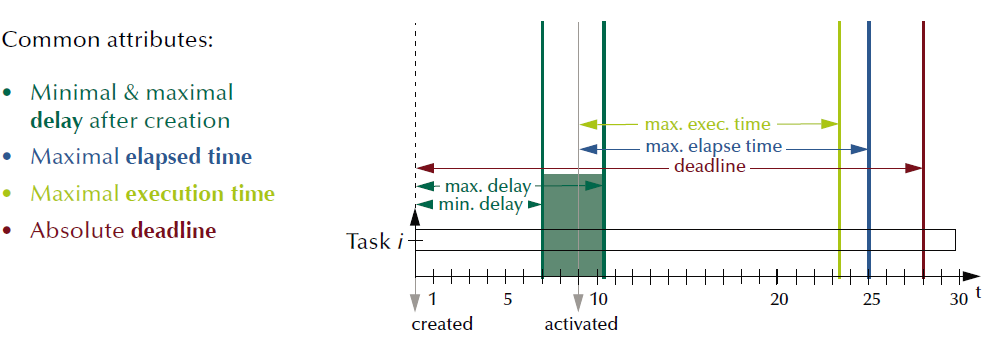 Common attributes:
• Minimal & maximal
delay after creation
• Maximal elapsed time
• Maximal execution time
• Absolute deadline
max. exec. time
max. elapse time
deadline
max. delay
min. delay
Task i
1 5 10 20 25 30 t
created activated